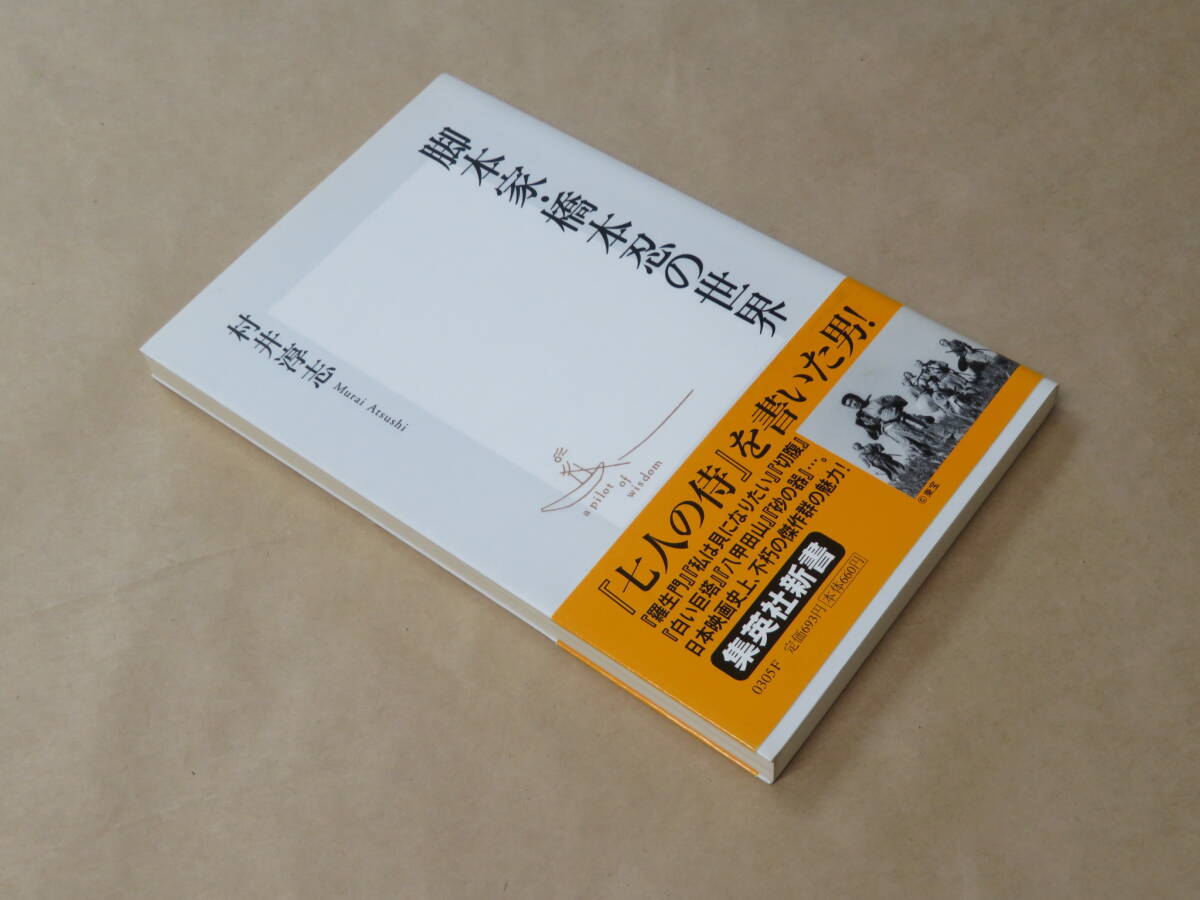 脚本家・橋本忍の世界
村井淳志 Murai Atsushi
a pilot of wisdom
『七人の侍』を書いた男!
『羅生門』『私は貝になりたい』『切腹』
『白い巨塔』『八甲田山』『砂の器』…。
日本映画史上、不朽の傑作群の魅力!
©東宝
集英社新書
0305F 定価693円 本体660円